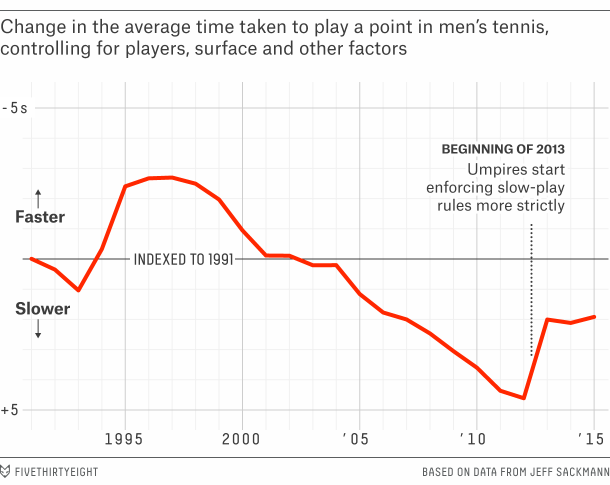 Change in the average time taken to play a point in men's tennis,
controlling for players, surface and other factors
-5s
BEGINNING OF 2013
Umpires start
enforcing slow-play
rules more strictly
Faster
INDEXED TO 1991
Slower
+5
1995 2000 '05 '10 '15
FIVETHIRTYEIGHT BASED ON DATA FROM JEFF SACKMANN